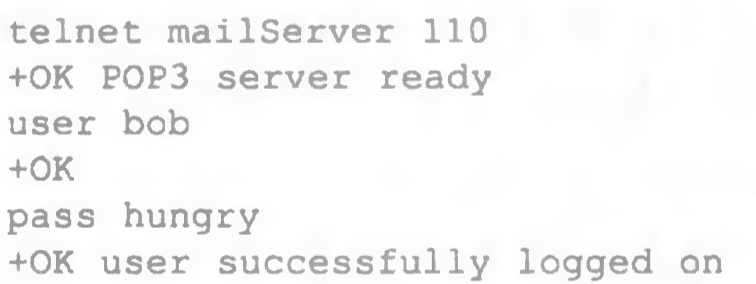 telnet mailServer 110
+OK POP3 server ready
user bob
+OK
pass hungry
+OK user successfully logged on